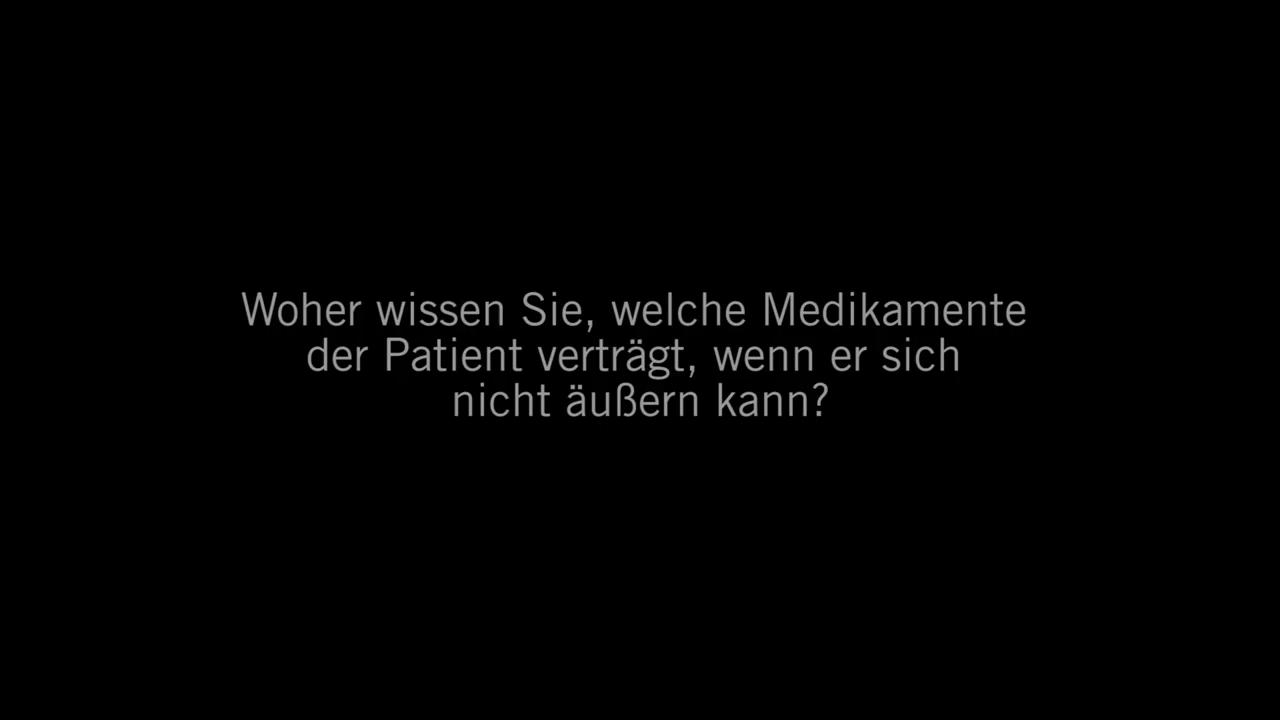 Woher wissen Sie, welche Medikamente
der Patient verträgt, wenn er sich
nicht äußern kann?